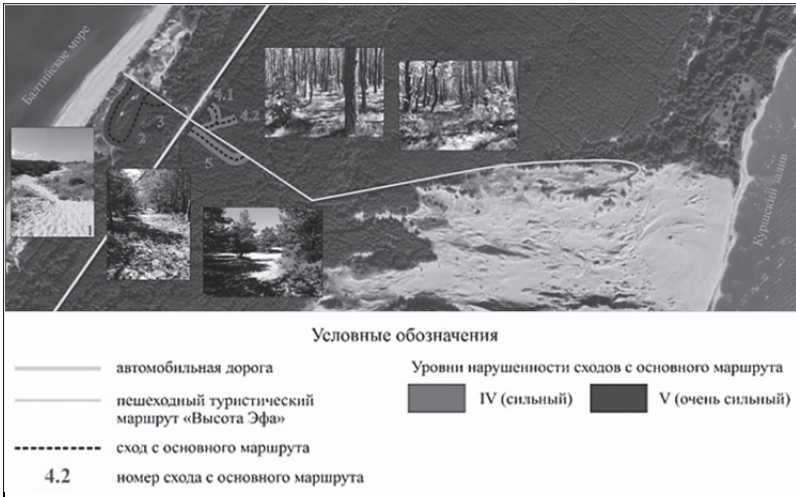 Балтийское море
4.1
4.2
3
2
5
Куршский залив
Условные обозначения
автомобильная дорога
пешеходный туристический
маршрут «Высота Эфа»
сход с основного маршрута
4.2 номер схода с основного маршрута
Уровни нарушенности сходов с основного маршрута
IV (сильный) V (очень сильный)